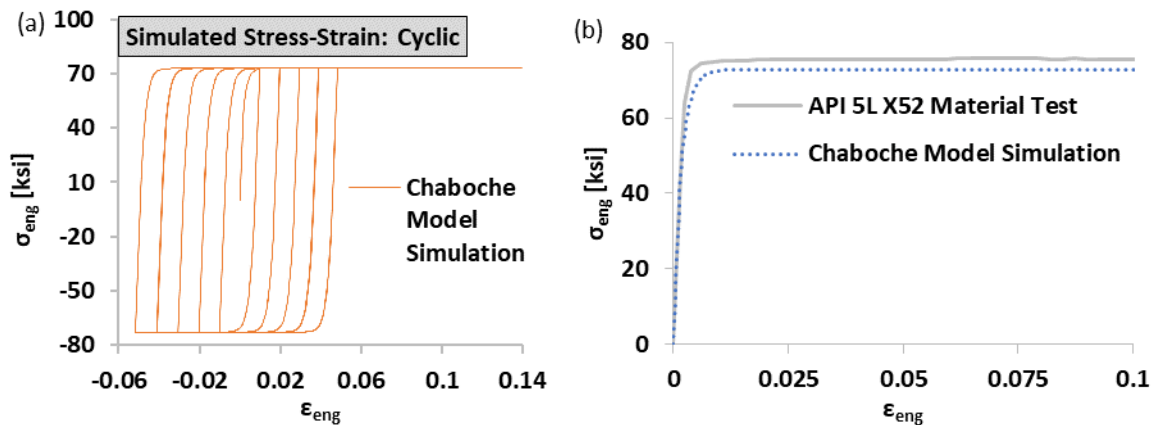 (a)
Simulated Stress-Strain: Cyclic
100
70
40
10
-20
-50
-80
σeng [ksi]
Chaboche
Model
Simulation
-0.06
-0.02
0.02
0.06
0.1
0.14
εeng
(b)
80
60
40
20
0
σeng [ksi]
API 5L X52 Material Test
Chaboche Model Simulation
0
0.025
0.05
0.075
0.1
εeng